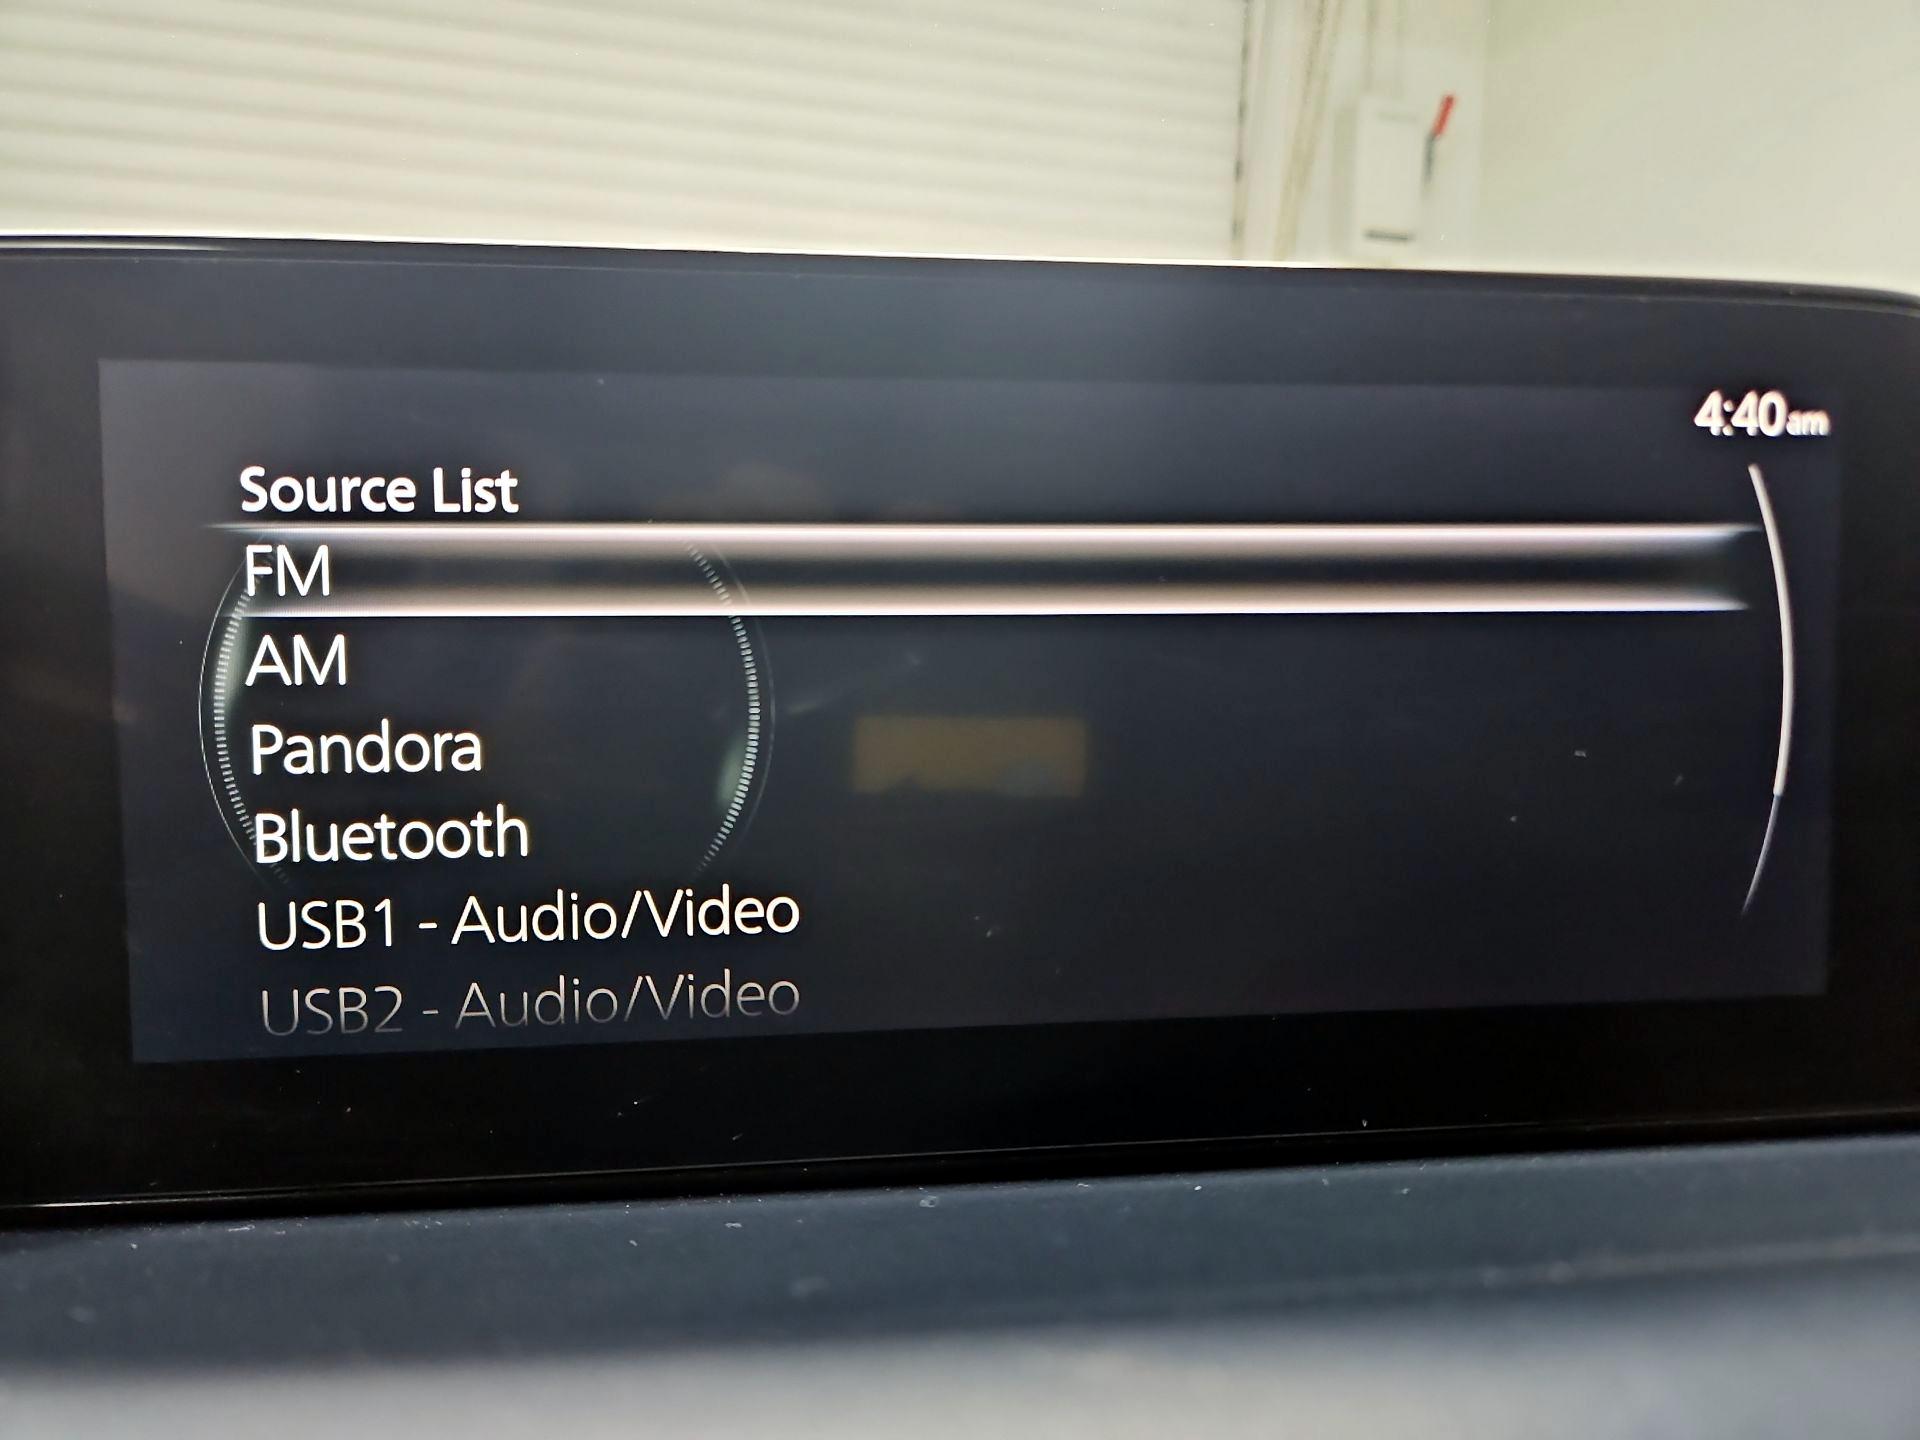 4:40am
Source List
FM
AM
Pandora
Bluetooth
USB1 - Audio/Video
USB2 - Audio/Video